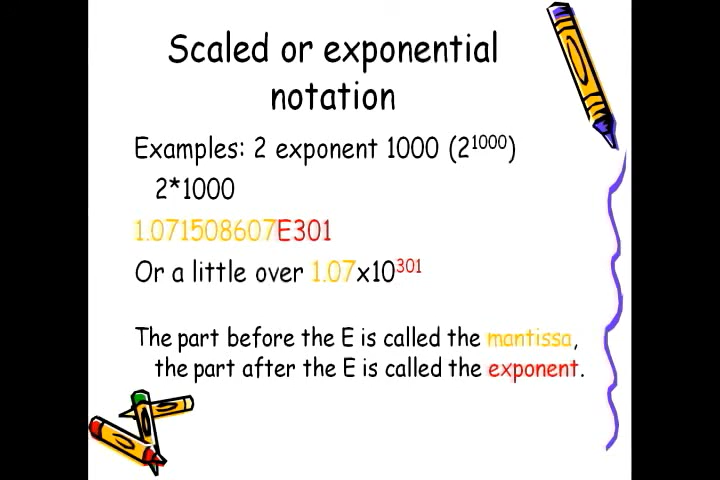 Scaled or exponential
notation
Examples: 2 exponent 1000 (2¹⁰⁰⁰)
2*1000
1.071508607E301
Or a little over 1.07x10³⁰¹
The part before the E is called the mantissa,
the part after the E is called the exponent.